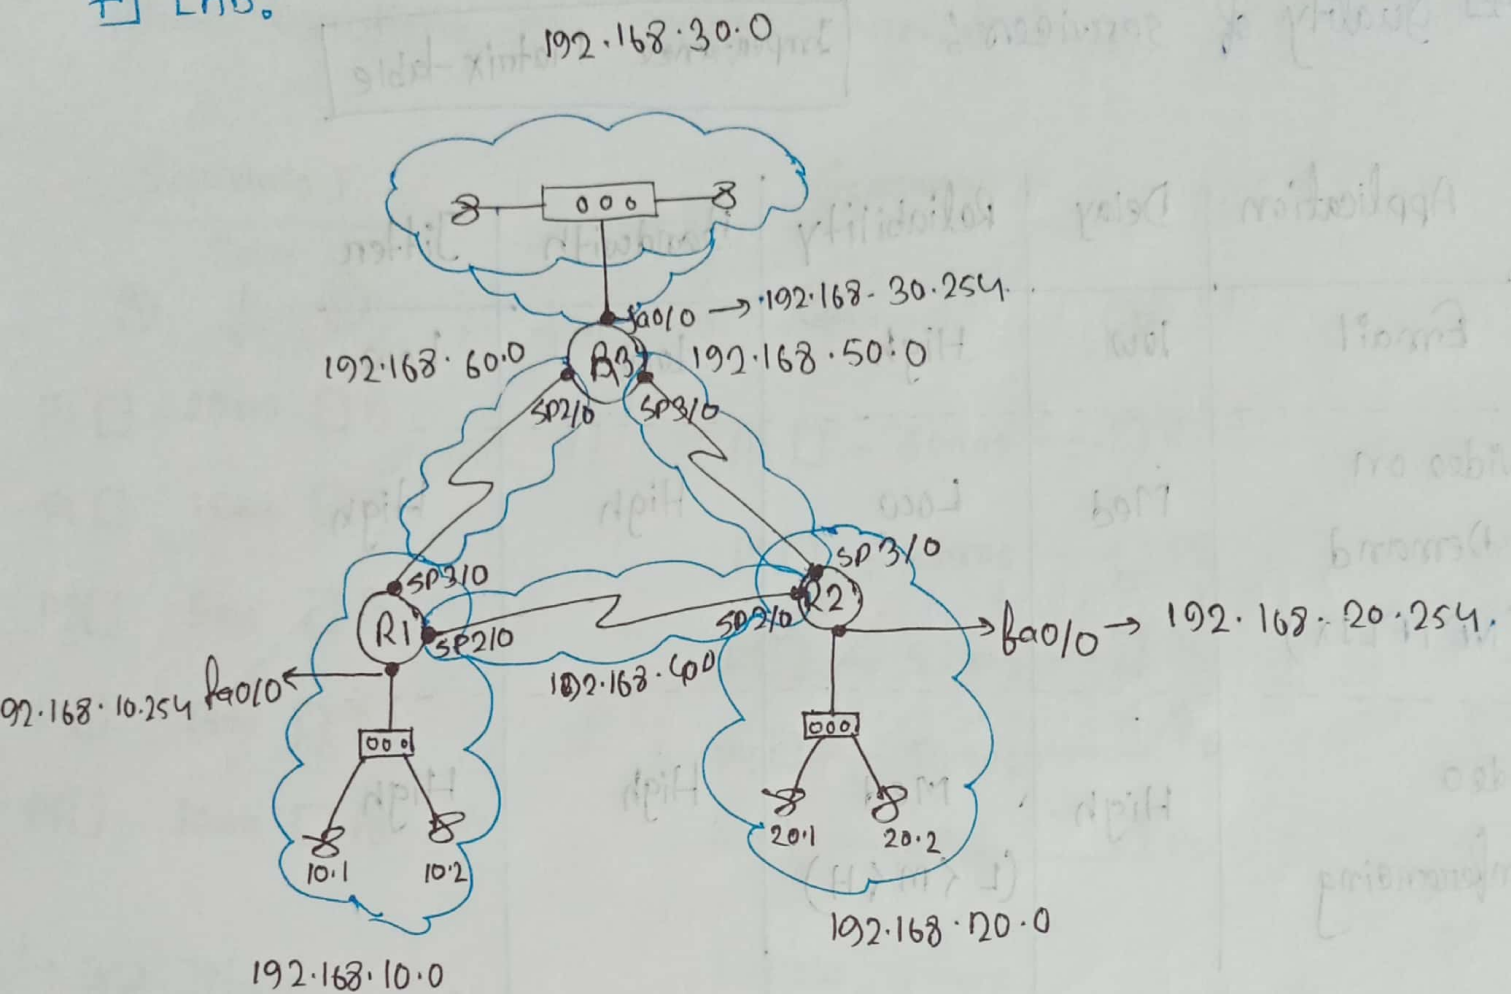 LAB.
192.168.30.0
fa0/0 → 192.168.30.254.
192.168.60.0
R3
192.168.50.0
SP2/0
SP3/0
SP3/0
SP3/0
R1
SP2/0
SP2/0
R2
fa0/0 → 192.168.20.254.
192.168.40.0
92.168.10.254 fa0/0
10.1
10.2
20.1
20.2
192.168.20.0
192.168.10.0